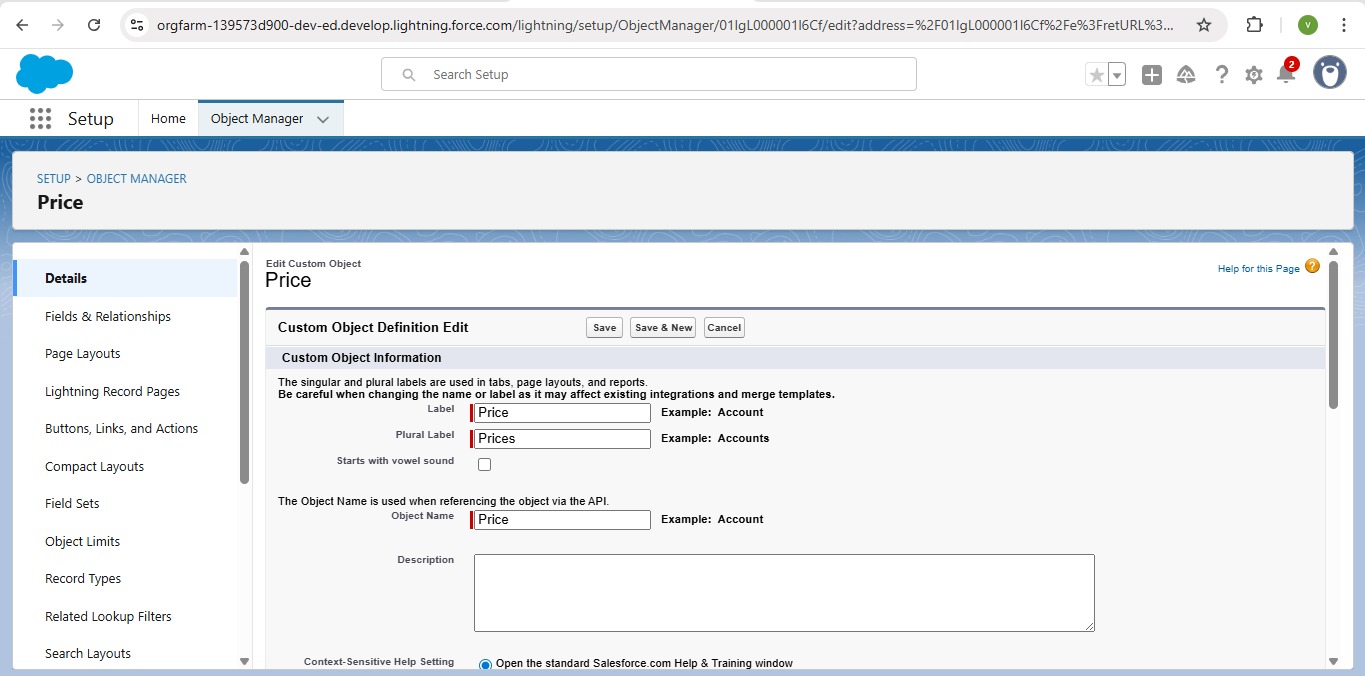 orgfarm-139573d900-dev-ed.develop.lightning.force.com/lightning/setup/ObjectManager/01IgL000001I6Cf/edit?address=%2F01IgL000001I6Cf%2Fe%3FretURL%3...
V
Search Setup
2
Setup
Home
Object Manager
SETUP > OBJECT MANAGER
Price
Details
Fields & Relationships
Page Layouts
Lightning Record Pages
Buttons, Links, and Actions
Compact Layouts
Field Sets
Object Limits
Record Types
Related Lookup Filters
Search Layouts
Edit Custom Object
Price
Help for this Page ?
Custom Object Definition Edit Save Save & New Cancel
Custom Object Information
The singular and plural labels are used in tabs, page layouts, and reports.
Be careful when changing the name or label as it may affect existing integrations and merge templates.
Label Price Example: Account
Plural Label Prices Example: Accounts
Starts with vowel sound
The Object Name is used when referencing the object via the API.
Object Name Price Example: Account
Description
Context-Sensitive Help Setting Open the standard Salesforce.com Help & Training window